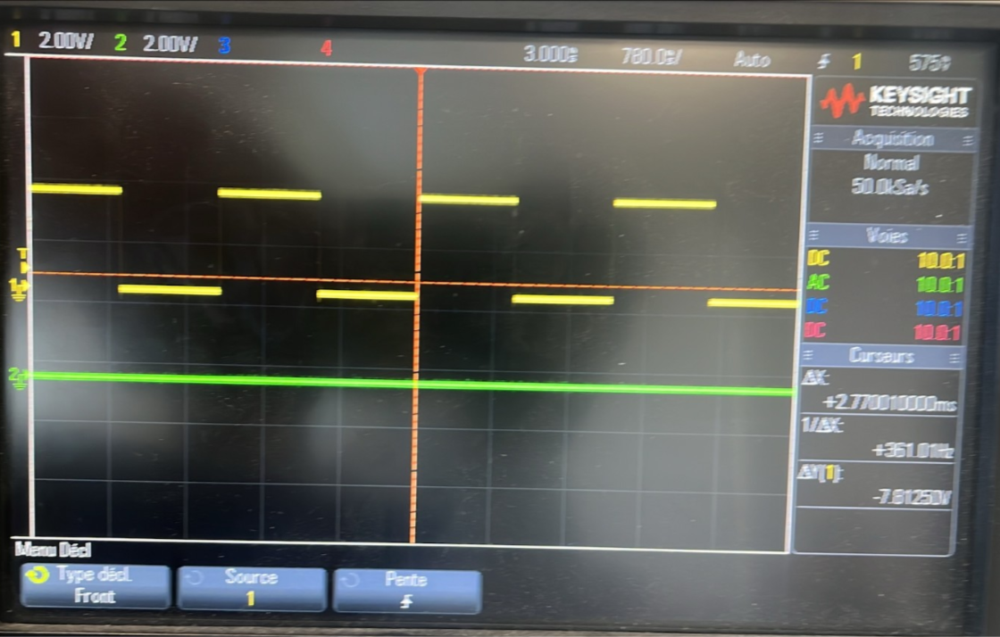 1 2.00V/ 2 2.00V/ 3 4 3.000s 780.0s/ Auto 1 575
KEYSIGHT
TECHNOLOGIES
Acquisition
Normal
50.0kSa/s
Voies
DC 10.0:1
AC 10.0:1
DC 10.0:1
DC 10.0:1
Curseurs
ΔX:
+2.770010000ms
1/ΔX:
+361.01Hz
ΔY(1):
-7.81250V
T
1
2
Menu Décl
Type décl.
Front
Source
1
Pente